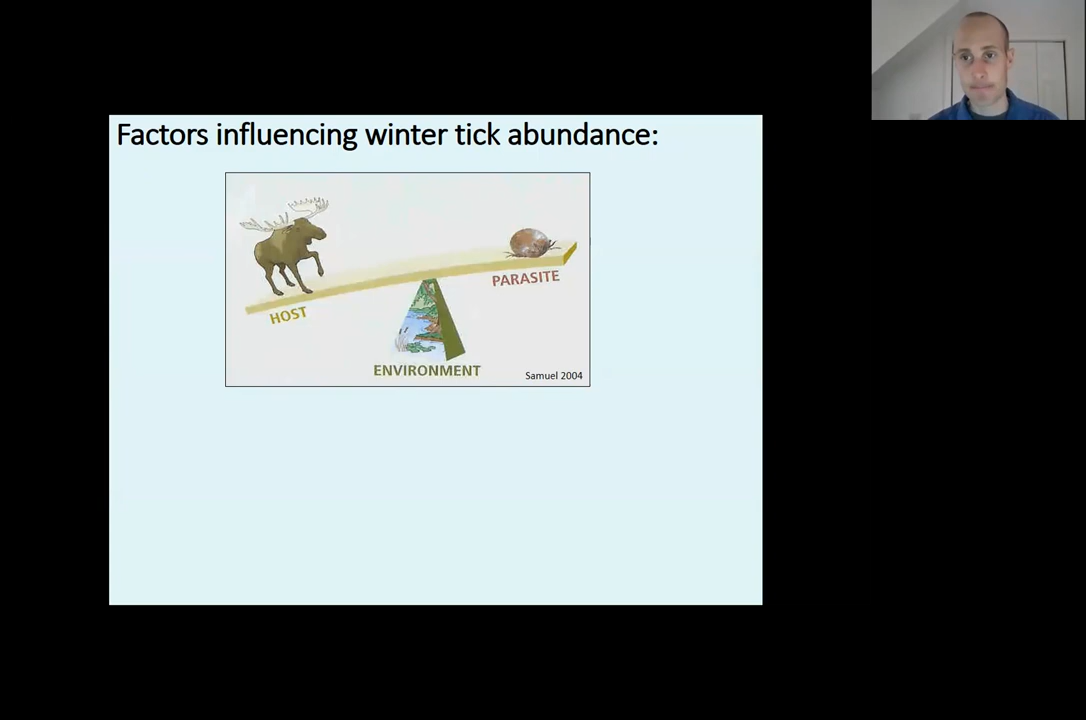 Factors influencing winter tick abundance:
PARASITE
HOST
ENVIRONMENT
Samuel 2004